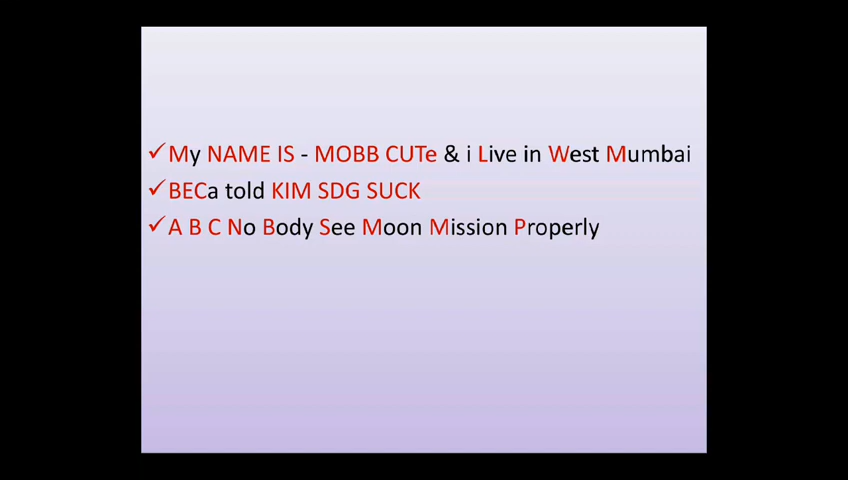 ✓My NAME IS - MOBB CUTe & i Live in West Mumbai
✓BECa told KIM SDG SUCK
✓A B C No Body See Moon Mission Properly